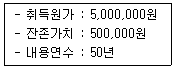 - 취득원가 : 5,000,000원
- 잔존가치 : 500,000원
- 내용연수 : 50년